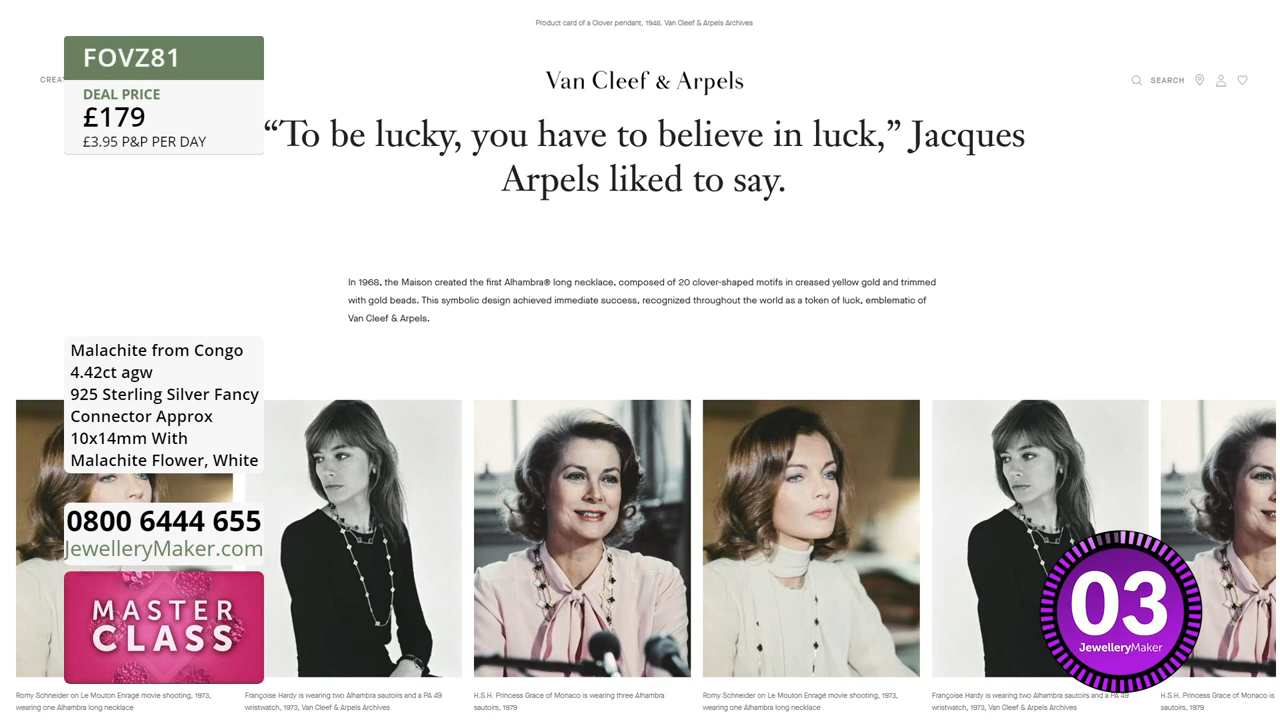 Product card of a Clover pendant, 1948. Van Cleef & Arpels Archives
FOVZ81
DEAL PRICE
£179
£3.95 P&P PER DAY
CREAT
Van Cleef & Arpels
SEARCH
“To be lucky, you have to believe in luck,” Jacques
Arpels liked to say.
In 1968, the Maison created the first Alhambra® long necklace, composed of 20 clover-shaped motifs in creased yellow gold and trimmed
with gold beads. This symbolic design achieved immediate success, recognized throughout the world as a token of luck, emblematic of
Van Cleef & Arpels.
Malachite from Congo
4.42ct agw
925 Sterling Silver Fancy
Connector Approx
10x14mm With
Malachite Flower, White
0800 6444 655
JewelleryMaker.com
MASTER
CLASS
03
JewelleryMaker
Romy Schneider on Le Mouton Enragé movie shooting, 1973,
wearing one Alhambra long necklace
Françoise Hardy is wearing two Alhambra sautoirs and a PA 49
wristwatch, 1973, Van Cleef & Arpels Archives
H.S.H. Princess Grace of Monaco is wearing three Alhambra
sautoirs, 1979
Romy Schneider on Le Mouton Enragé movie shooting, 1973,
wearing one Alhambra long necklace
Françoise Hardy is wearing two Alhambra sautoirs and a PA 49
wristwatch, 1973, Van Cleef & Arpels Archives
H.S.H. Princess Grace of Monaco is
sautoirs, 1979